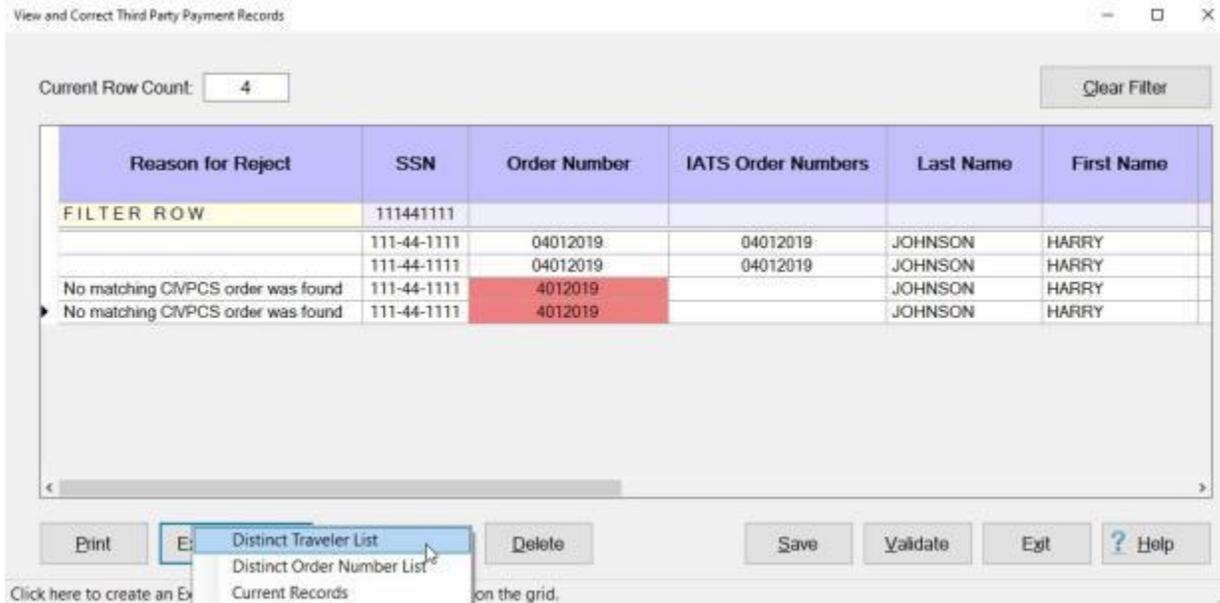 View and Correct Third Party Payment Records
Current Row Count: 4 Clear Filter
Reason for Reject SSN Order Number IATS Order Numbers Last Name First Name
FILTER ROW 111441111
111-44-1111 04012019 04012019 JOHNSON HARRY
111-44-1111 04012019 04012019 JOHNSON HARRY
No matching CIVPCS order was found 111-44-1111 4012019 JOHNSON HARRY
No matching CIVPCS order was found 111-44-1111 4012019 JOHNSON HARRY
Print Delete Save Validate Exit ? Help
Distinct Traveler List
Distinct Order Number List
Current Records
Click here to create an Ex on the grid.